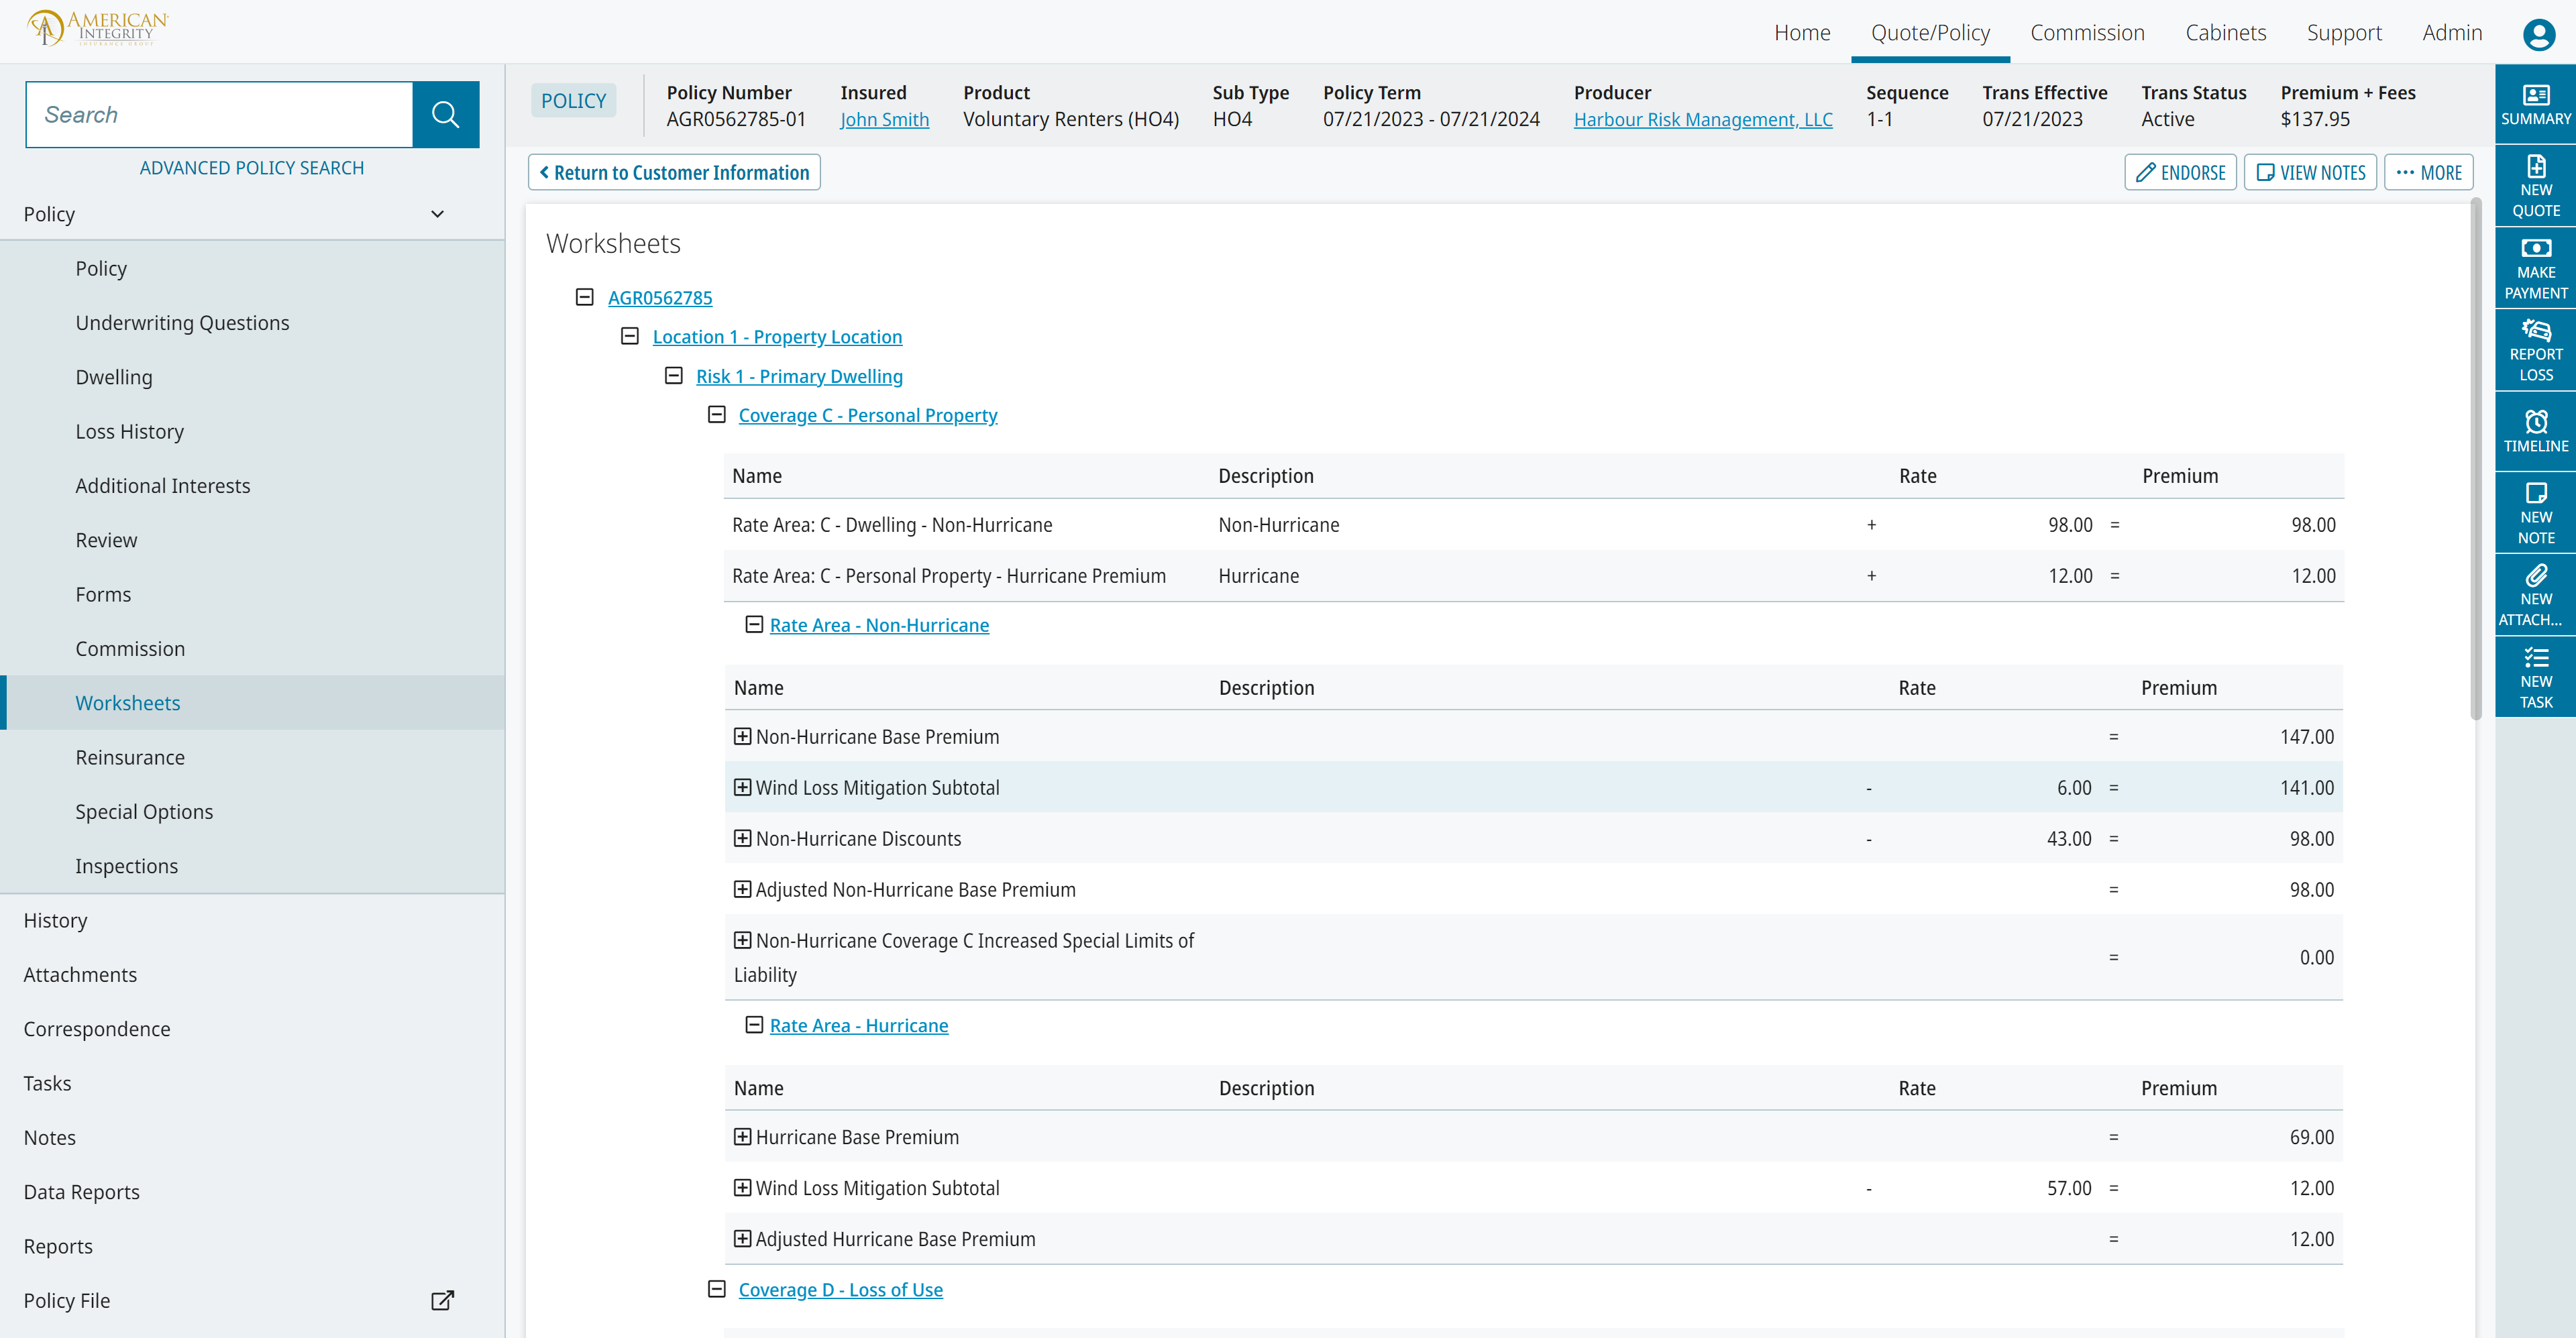 AMERICAN
INTEGRITY
INSURANCE GROUP
Home Quote/Policy Commission Cabinets Support Admin
Search
ADVANCED POLICY SEARCH
Policy
Policy
Underwriting Questions
Dwelling
Loss History
Additional Interests
Review
Forms
Commission
Worksheets
Reinsurance
Special Options
Inspections
History
Attachments
Correspondence
Tasks
Notes
Data Reports
Reports
Policy File
POLICY
Policy Number Insured Product Sub Type Policy Term Producer Sequence Trans Effective Trans Status Premium + Fees
AGR0562785-01 John Smith Voluntary Renters (HO4) HO4 07/21/2023 - 07/21/2024 Harbour Risk Management, LLC 1-1 07/21/2023 Active $137.95
Return to Customer Information
ENDORSE VIEW NOTES ··· MORE
Worksheets
AGR0562785
Location 1 - Property Location
Risk 1 - Primary Dwelling
Coverage C - Personal Property
Name Description Rate Premium
Rate Area: C - Dwelling - Non-Hurricane Non-Hurricane + 98.00 = 98.00
Rate Area: C - Personal Property - Hurricane Premium Hurricane + 12.00 = 12.00
Rate Area - Non-Hurricane
Name Description Rate Premium
Non-Hurricane Base Premium = 147.00
Wind Loss Mitigation Subtotal - 6.00 = 141.00
Non-Hurricane Discounts - 43.00 = 98.00
Adjusted Non-Hurricane Base Premium = 98.00
Non-Hurricane Coverage C Increased Special Limits of
Liability = 0.00
Rate Area - Hurricane
Name Description Rate Premium
Hurricane Base Premium = 69.00
Wind Loss Mitigation Subtotal - 57.00 = 12.00
Adjusted Hurricane Base Premium = 12.00
Coverage D - Loss of Use
SUMMARY
NEW
QUOTE
MAKE
PAYMENT
REPORT
LOSS
TIMELINE
NEW
NOTE
NEW
ATTACH...
NEW
TASK